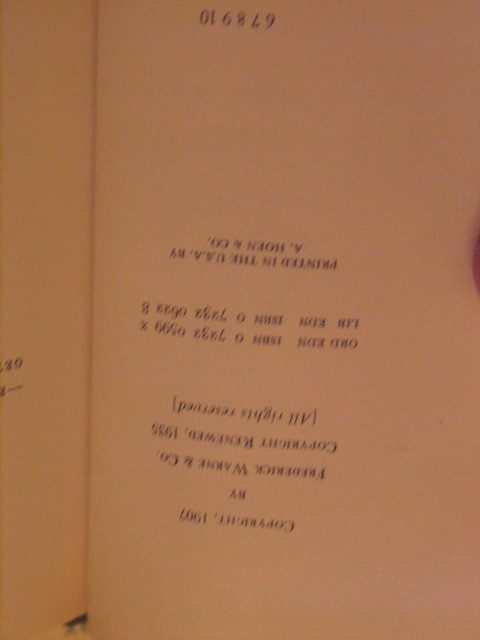 COPYRIGHT, 1907
BY
FREDERICK WARNE & CO.
COPYRIGHT RENEWED, 1935
[All rights reserved]
ORD EDN ISBN 0 7232 0599 X
LIB EDN ISBN 0 7232 0622 8
PRINTED IN THE U.S.A. BY
A. HOEN & CO.
6 7 8 9 10